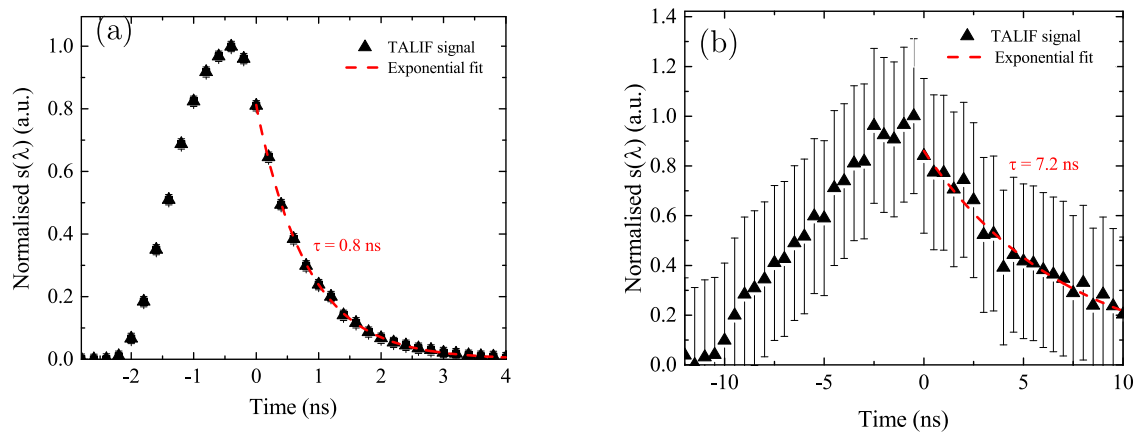 (a)
TALIF signal
Exponential fit
τ = 0.8 ns
Normalised s(λ) (a.u.)
1.0
0.8
0.6
0.4
0.2
0.0
-2 -1 0 1 2 3 4
Time (ns)
(b)
TALIF signal
Exponential fit
τ = 7.2 ns
Normalised s(λ) (a.u.)
1.4
1.2
1.0
0.8
0.6
0.4
0.2
0.0
-10 -5 0 5 10
Time (ns)